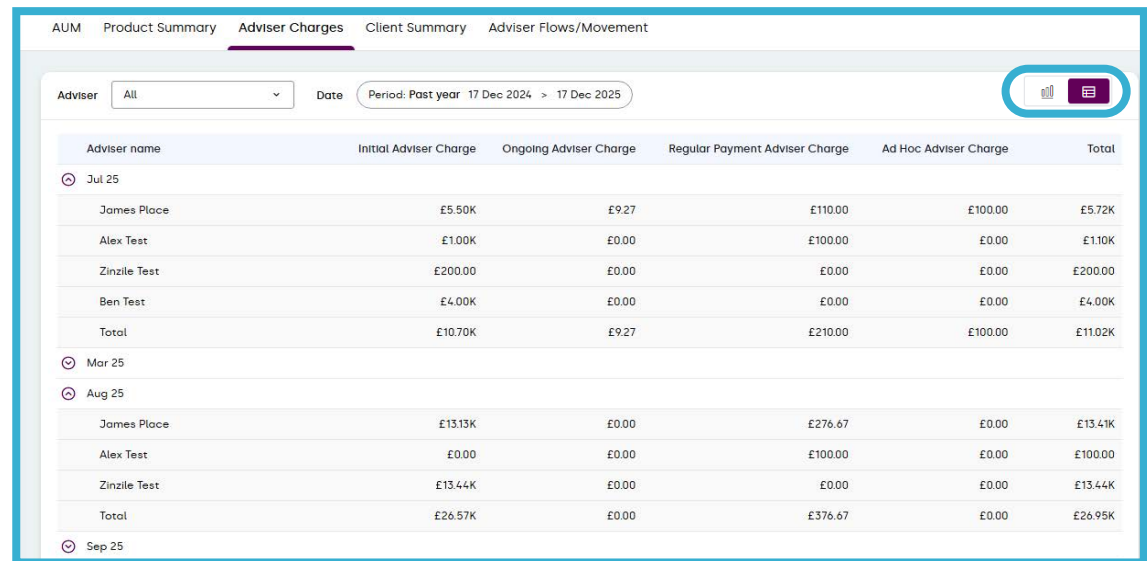 AUM Product Summary Adviser Charges Client Summary Adviser Flows/Movement
Adviser All Date Period: Past year 17 Dec 2024 > 17 Dec 2025
Adviser name Initial Adviser Charge Ongoing Adviser Charge Regular Payment Adviser Charge Ad Hoc Adviser Charge Total
Jul 25
James Place £5.50K £9.27 £110.00 £100.00 £5.72K
Alex Test £1.00K £0.00 £100.00 £0.00 £1.10K
Zinzile Test £200.00 £0.00 £0.00 £0.00 £200.00
Ben Test £4.00K £0.00 £0.00 £0.00 £4.00K
Total £10.70K £9.27 £210.00 £100.00 £11.02K
Mar 25
Aug 25
James Place £13.13K £0.00 £276.67 £0.00 £13.41K
Alex Test £0.00 £0.00 £100.00 £0.00 £100.00
Zinzile Test £13.44K £0.00 £0.00 £0.00 £13.44K
Total £26.57K £0.00 £376.67 £0.00 £26.95K
Sep 25